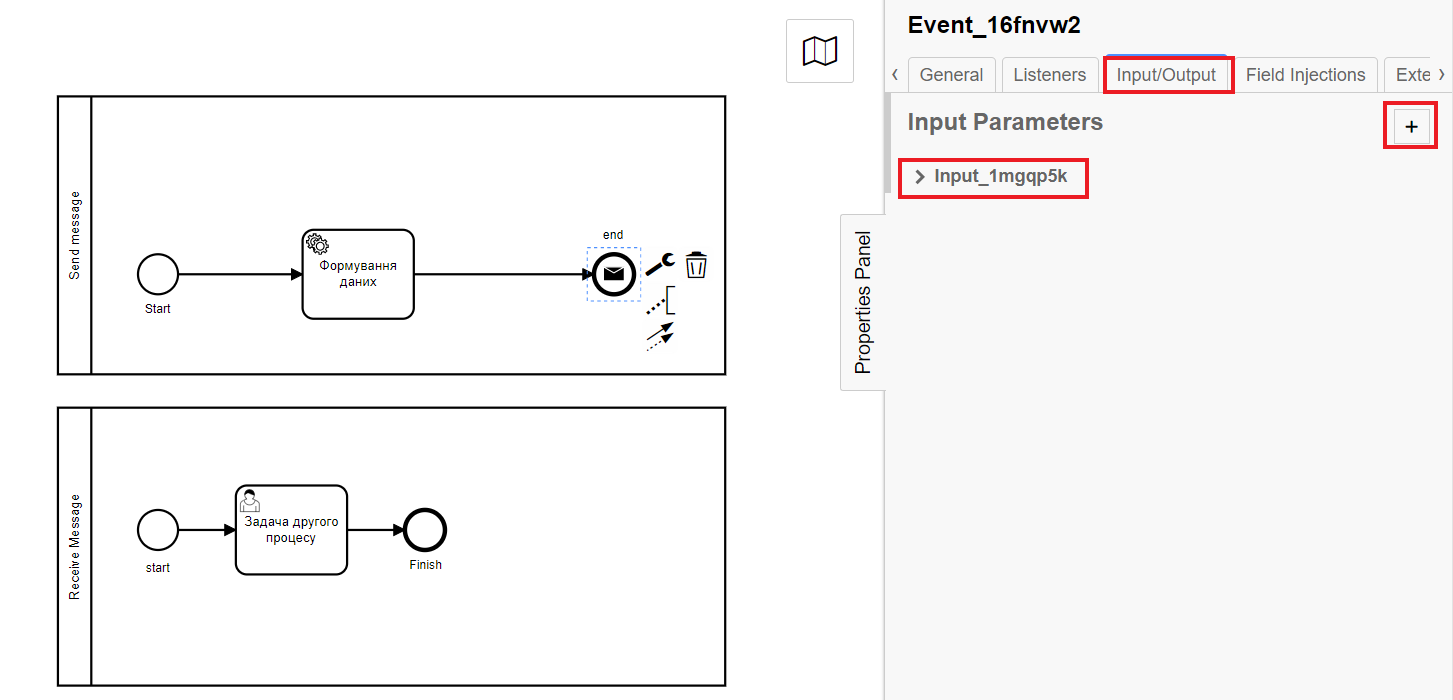 Event_16fnvw2
General
Listeners
Input/Output
Field Injections
Exte
Input Parameters
+
Input_1mgqp5k
Properties Panel
Send message
Start
Формування
даних
end
Receive Message
start
Задача другого
процесу
Finish